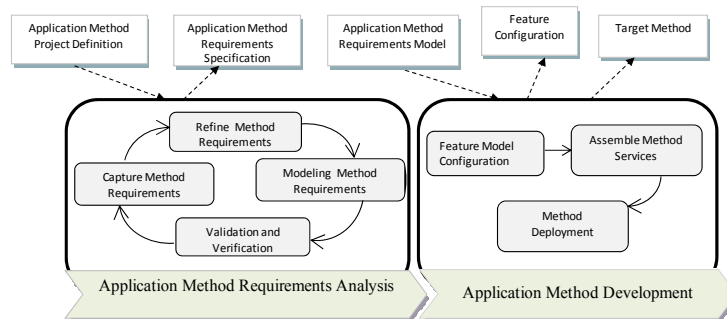 Application Method
Project Definition
Application Method
Requirements
Specification
Application Method
Requirements Model
Feature
Configuration
Target Method
Refine Method
Requirements
Capture Method
Requirements
Modeling Method
Requirements
Validation and
Verification
Feature Model
Configuration
Assemble Method
Services
Method
Deployment
Application Method Requirements Analysis
Application Method Development